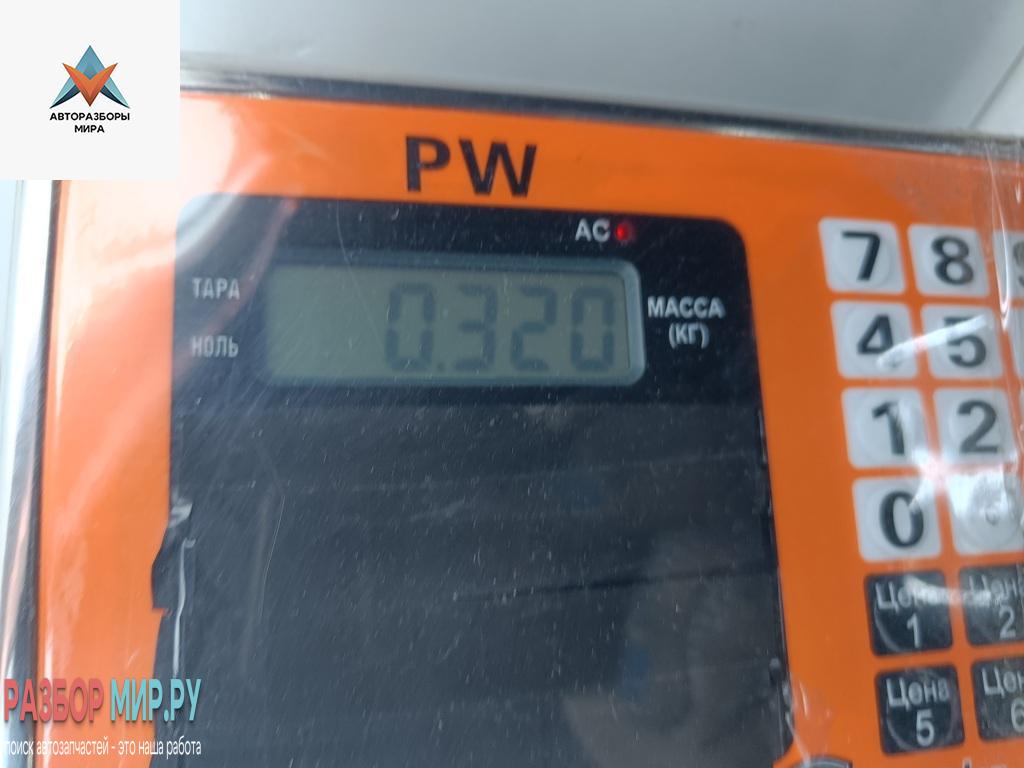 АВТОРАЗБОРЫ
МИРА
PW
AC
ТАРА
0.320
МАССА
(КГ)
НОЛЬ
7 8
4 5
1 2
0
Цена
1
Цена
2
Цена
5
6
РАЗБОР МИР.РУ
поиск автозапчастей - это наша работа